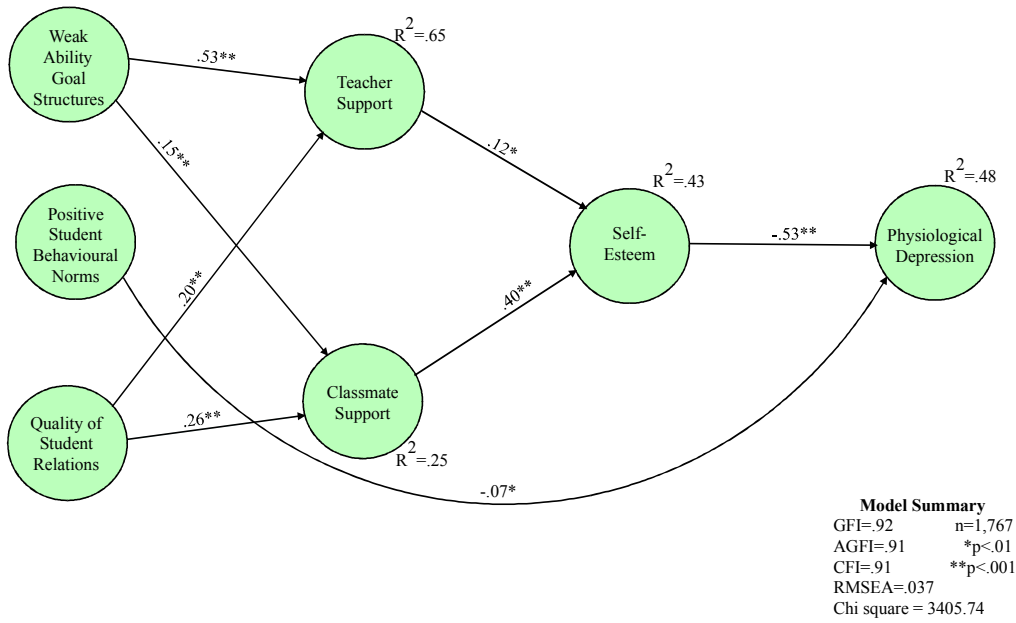 Weak
Ability
Goal
Structures
.53**
R2=.65
Teacher
Support
.15**
.12*
Positive
Student
Behavioural
Norms
R2=.43
Self-
Esteem
-.53**
R2=.48
Physiological
Depression
.20**
.40**
Quality of
Student
Relations
.26**
Classmate
Support
R2=.25
-.07*
Model Summary
GFI=.92 n=1,767
AGFI=.91 *p<.01
CFI=.91 **p<.001
RMSEA=.037
Chi square = 3405.74